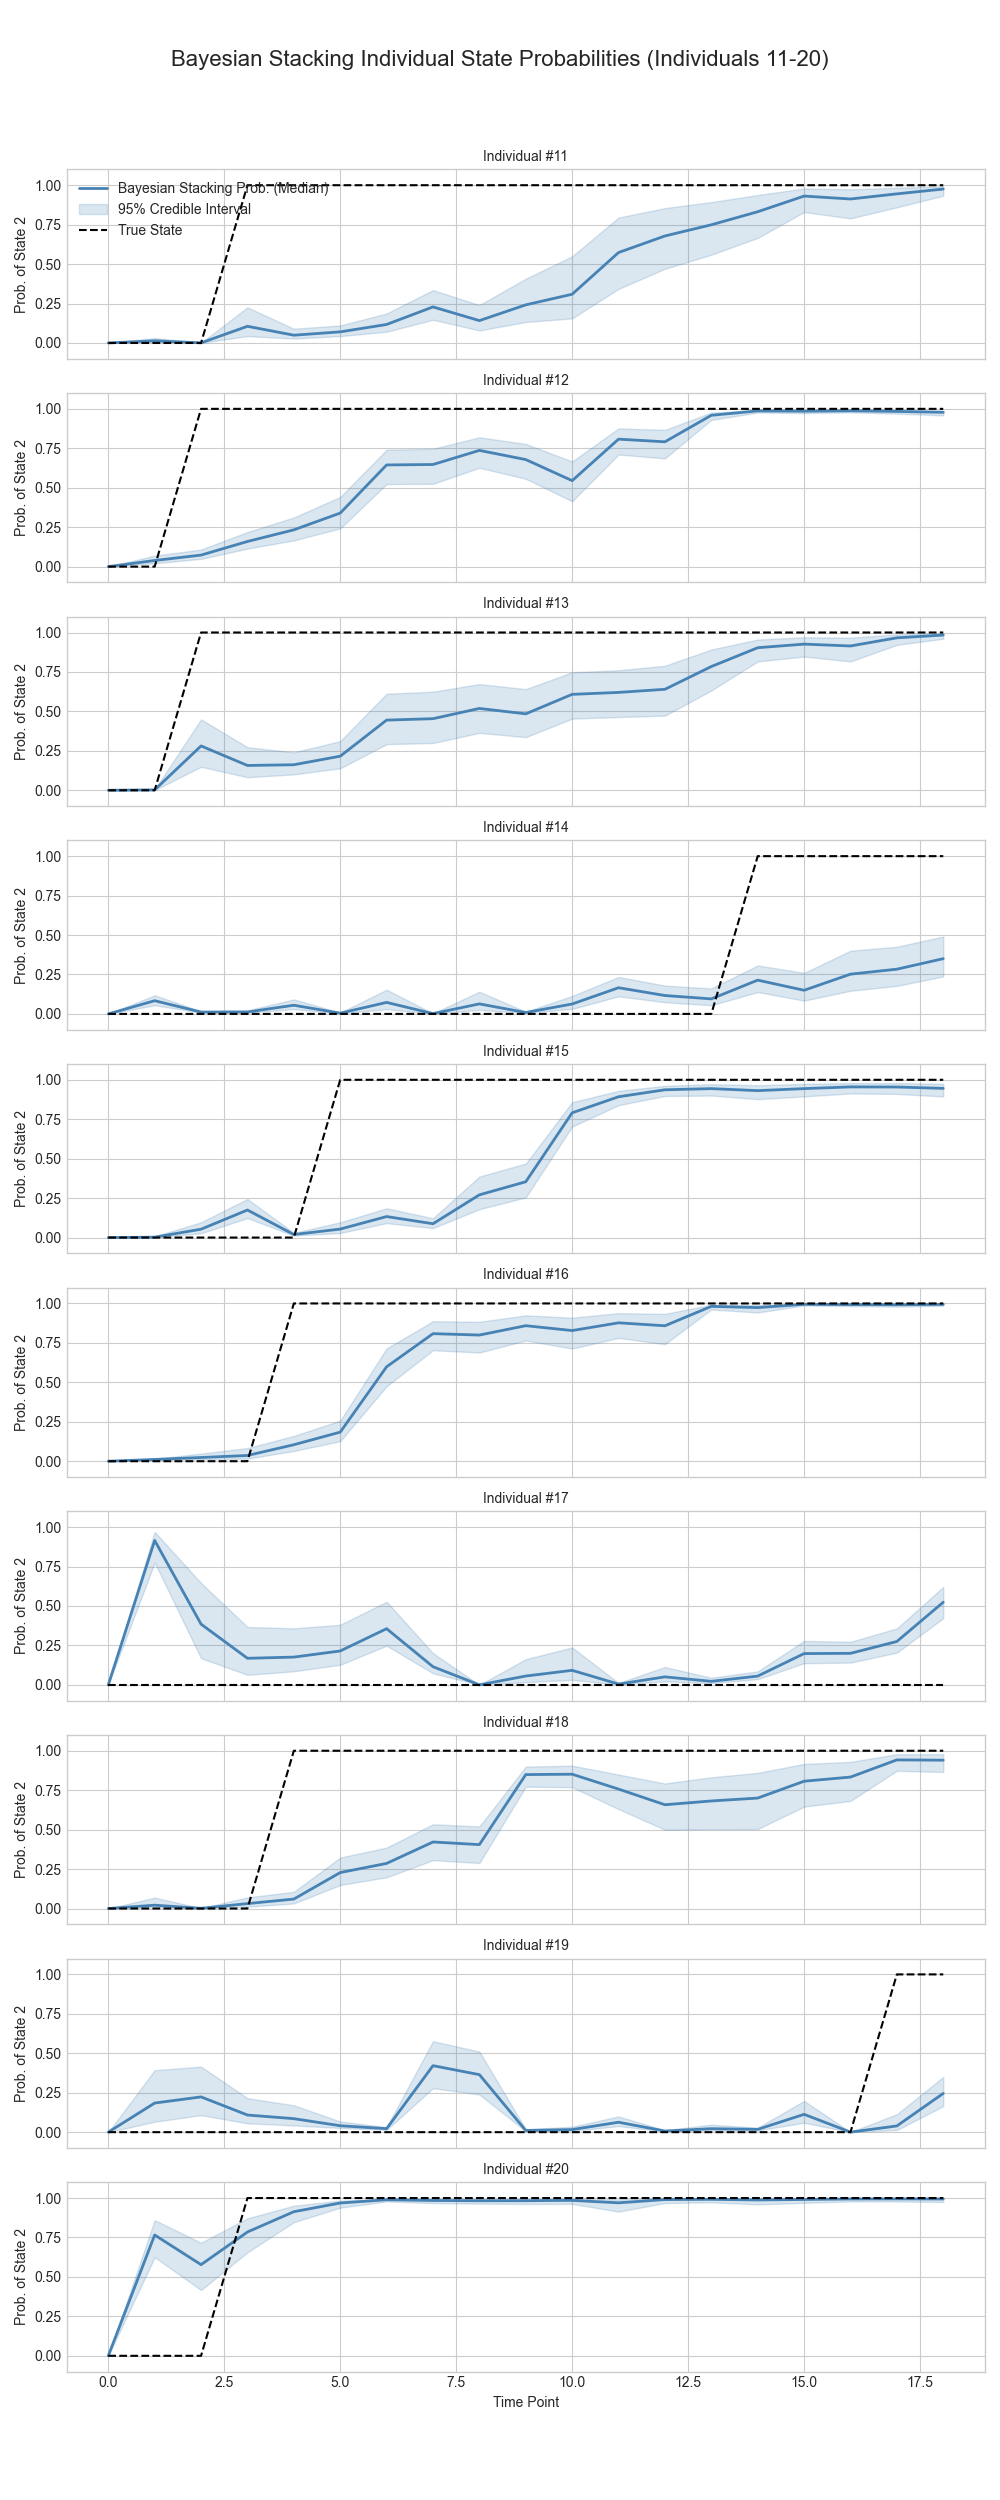 Bayesian Stacking Individual State Probabilities (Individuals 11-20)
Individual #11
Bayesian Stacking Prob. (Median)
95% Credible Interval
True State
Prob. of State 2
1.00
0.75
0.50
0.25
0.00
Individual #12
Prob. of State 2
1.00
0.75
0.50
0.25
0.00
Individual #13
Prob. of State 2
1.00
0.75
0.50
0.25
0.00
Individual #14
Prob. of State 2
1.00
0.75
0.50
0.25
0.00
Individual #15
Prob. of State 2
1.00
0.75
0.50
0.25
0.00
Individual #16
Prob. of State 2
1.00
0.75
0.50
0.25
0.00
Individual #17
Prob. of State 2
1.00
0.75
0.50
0.25
0.00
Individual #18
Prob. of State 2
1.00
0.75
0.50
0.25
0.00
Individual #19
Prob. of State 2
1.00
0.75
0.50
0.25
0.00
Individual #20
Prob. of State 2
1.00
0.75
0.50
0.25
0.00
0.0 2.5 5.0 7.5 10.0 12.5 15.0 17.5
Time Point